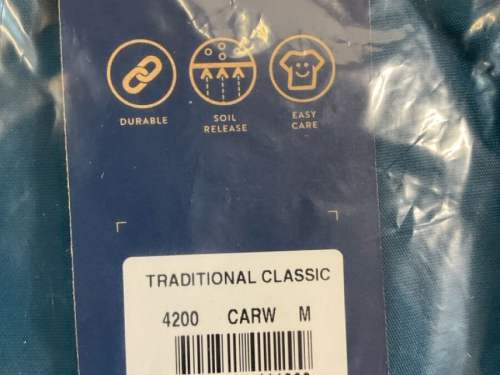 DURABLE
SOIL
RELEASE
EASY
CARE
TRADITIONAL CLASSIC
4200 CARW M